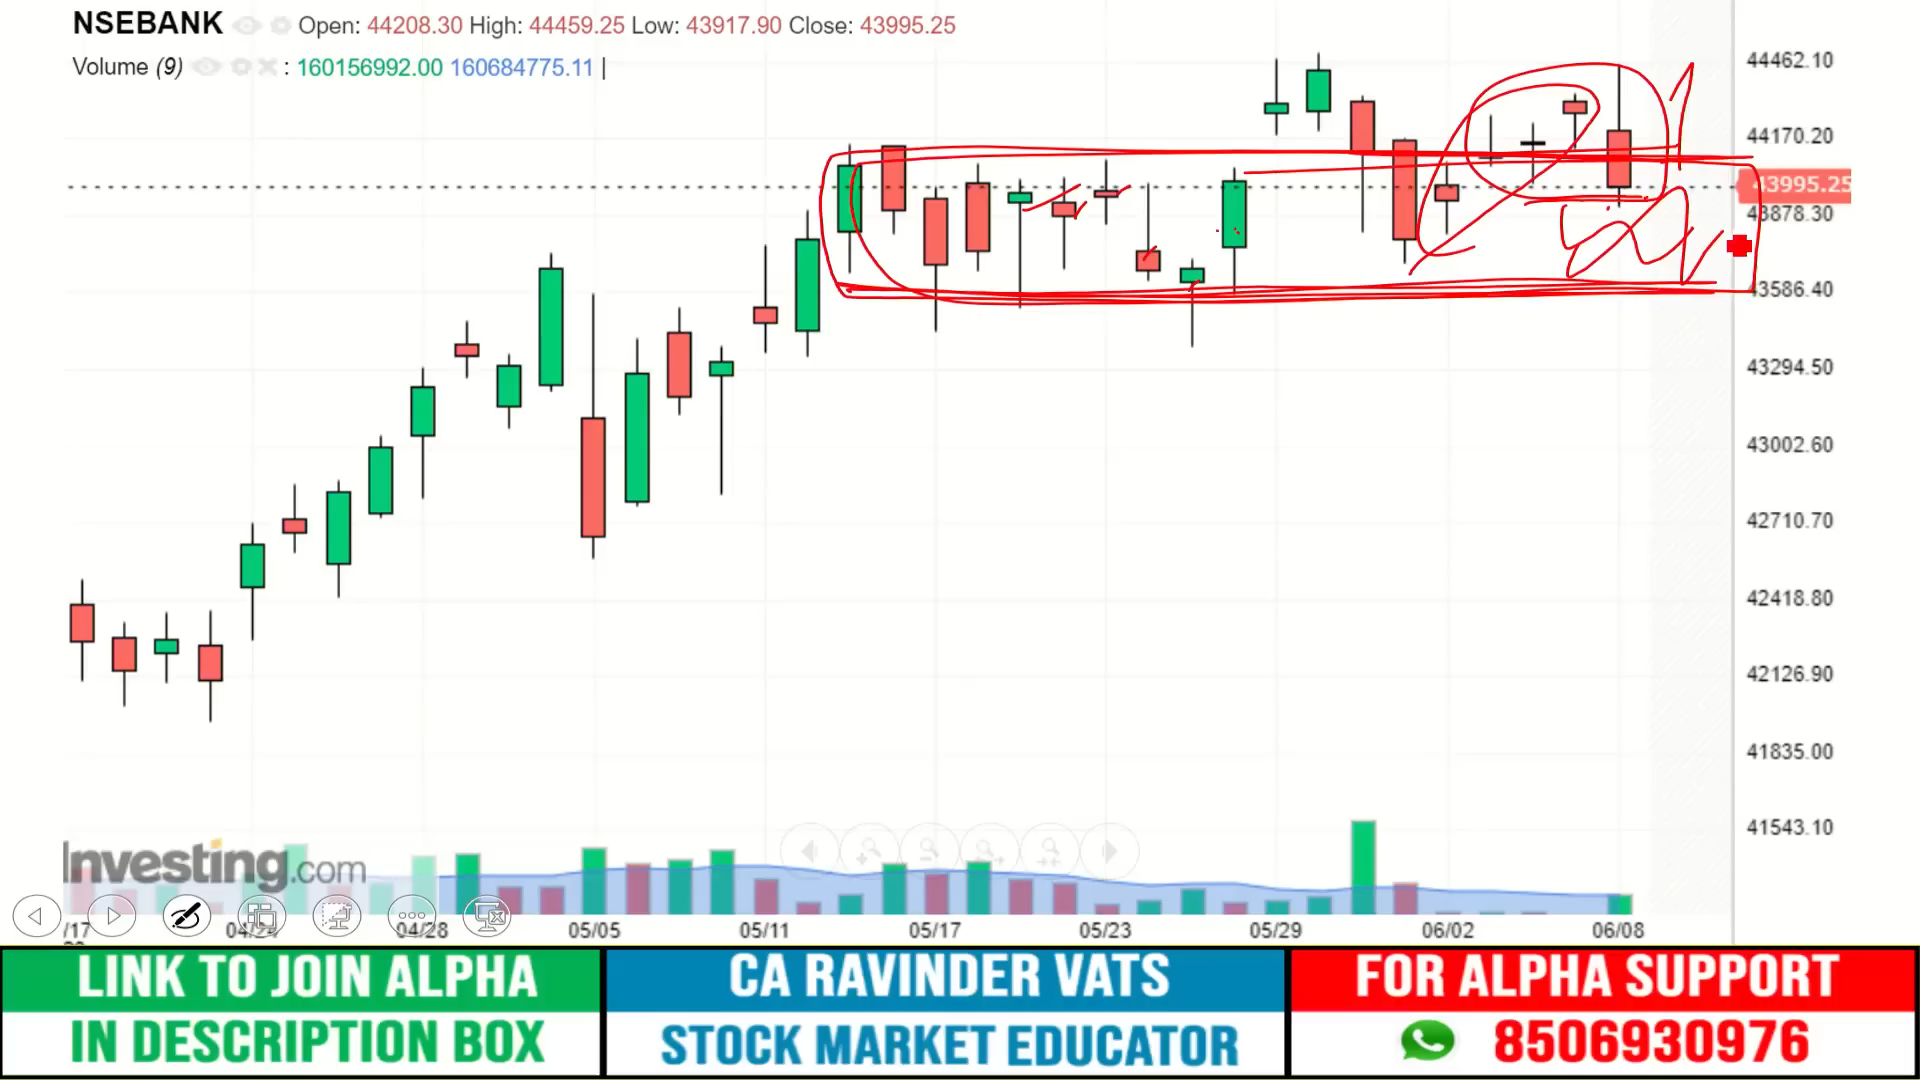 NSEBANK Open: 44208.30 High: 44459.25 Low: 43917.90 Close: 43995.25
Volume (9) : 160156992.00 160684775.11
44462.10
44170.20
43995.25
43878.30
43586.40
43294.50
43002.60
42710.70
42418.80
42126.90
41835.00
41543.10
Investing.com
/17 04/24 04/28 05/05 05/11 05/17 05/23 05/29 06/02 06/08
LINK TO JOIN ALPHA
IN DESCRIPTION BOX
CA RAVINDER VATS
STOCK MARKET EDUCATOR
FOR ALPHA SUPPORT
8506930976